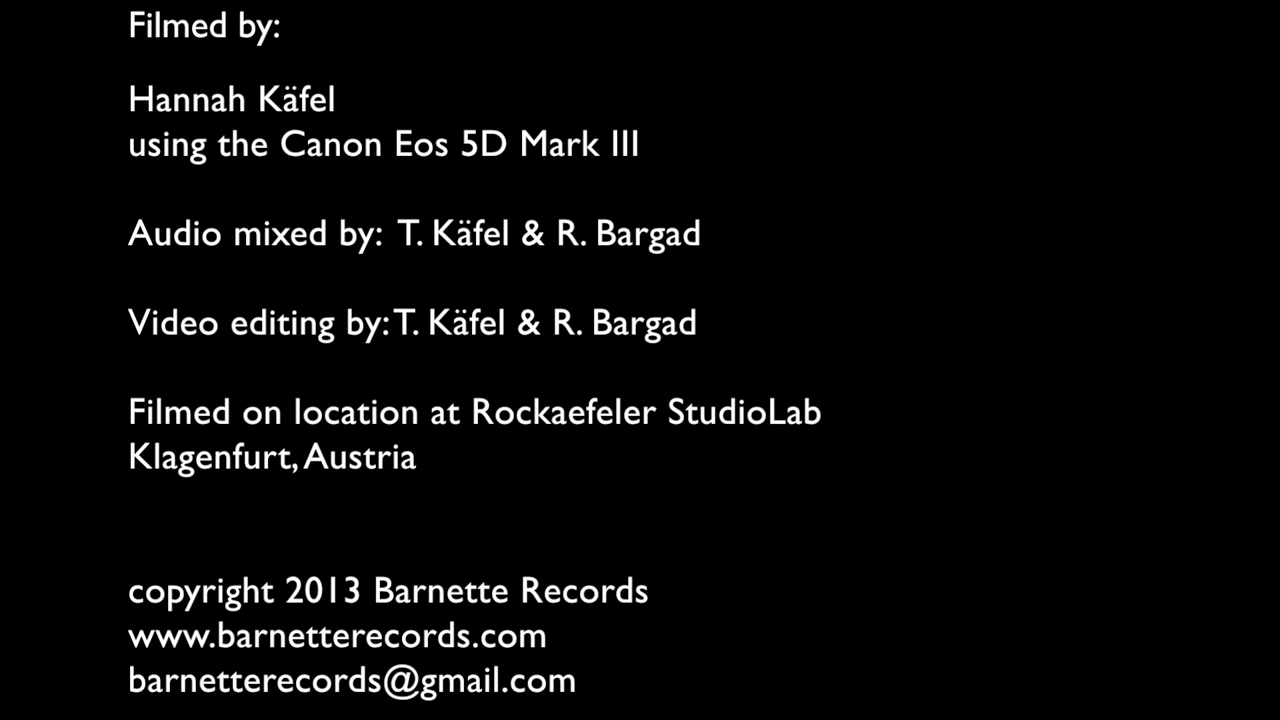 Filmed by:
Hannah Käfel
using the Canon Eos 5D Mark III
Audio mixed by: T. Käfel & R. Bargad
Video editing by: T. Käfel & R. Bargad
Filmed on location at Rockaefeler StudioLab
Klagenfurt, Austria
copyright 2013 Barnette Records
www.barnetterecords.com
barnetterecords@gmail.com